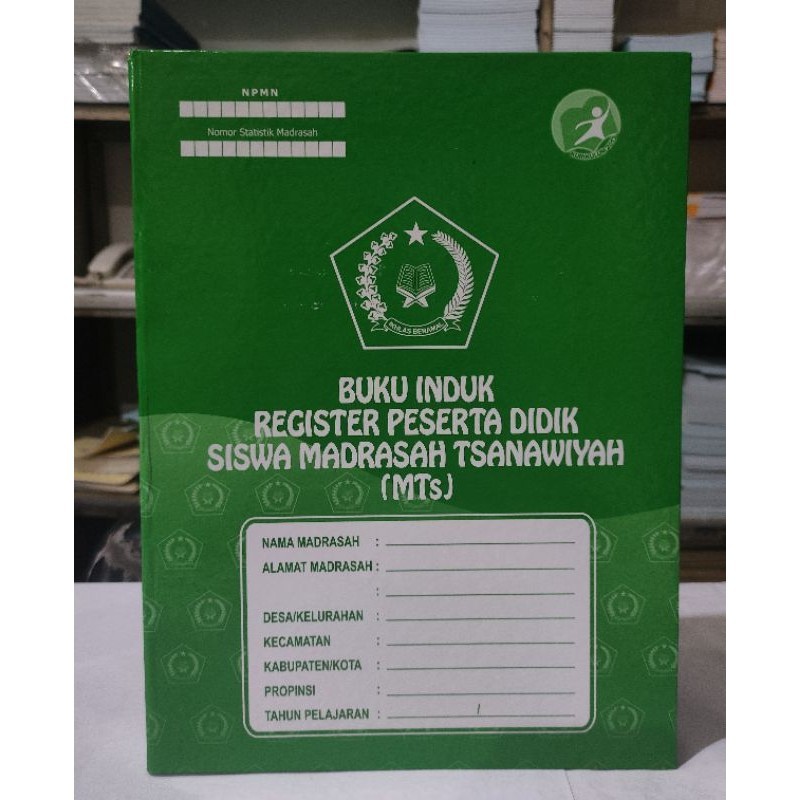 NPMN
Nomor Statistik Madrasah
IKHLAS BERAMAL
BUKU INDUK
REGISTER PESERTA DIDIK
SISWA MADRASAH TSANAWIYAH
(MTs)
NAMA MADRASAH :
ALAMAT MADRASAH :
:
DESA/KELURAHAN :
KECAMATAN :
KABUPATEN/KOTA :
PROPINSI :
TAHUN PELAJARAN : /